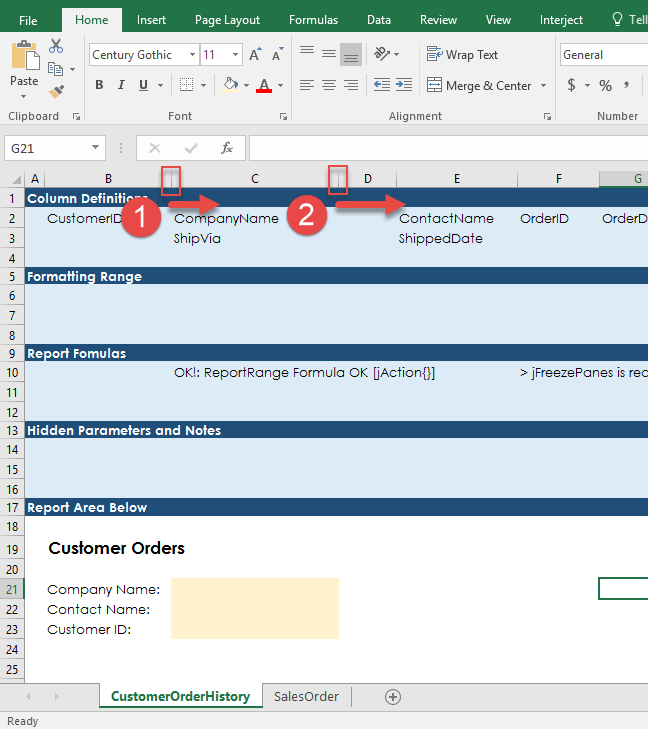 File Home Insert Page Layout Formulas Data Review View Interject Tell
Century Gothic 11 A A General
Paste B I U A Wrap Text Merge & Center $ % ,
Clipboard Font Alignment Number
G21 fx
A B C D E F G
1 Column Definitions
2 CustomerID CompanyName ContactName OrderID OrderD
3 ShipVia ShippedDate
4
5 Formatting Range
6
7
8
9 Report Fomulas
10 OK!: ReportRange Formula OK [jAction{}] > jFreezePanes is rea
11
12
13 Hidden Parameters and Notes
14
15
16
17 Report Area Below
18
19 Customer Orders
20
21 Company Name:
22 Contact Name:
23 Customer ID:
24
25
1 2
CustomerOrderHistory SalesOrder
Ready